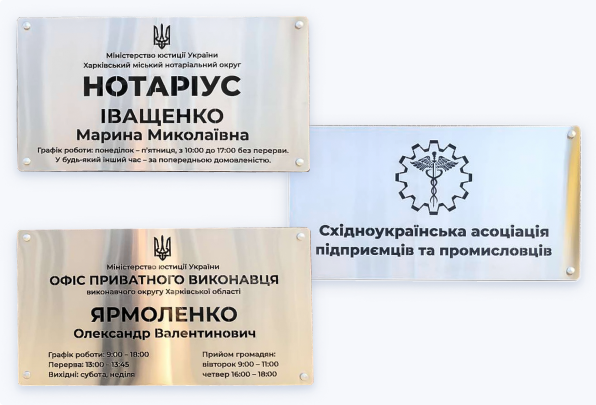 Міністерство юстиції України
Харківський міський нотаріальний округ
НОТАРІУС
ІВАЩЕНКО
Марина Миколаївна
Графік роботи: понеділок – п'ятниця, з 10:00 до 17:00 без перерви.
У будь-який інший час – за попередньою домовленістю.
Східноукраїнська асоціація
підприємців та промисловців
Міністерство юстиції України
ОФІС ПРИВАТНОГО ВИКОНАВЦЯ
виконавчого округу Харківської області
ЯРМОЛЕНКО
Олександр Валентинович
Графік роботи: 9:00 – 18:00
Перерва: 13:00 – 13:45
Вихідні: субота, неділя
Прийом громадян:
вівторок 9:00 – 11:00
четвер 16:00 – 18:00